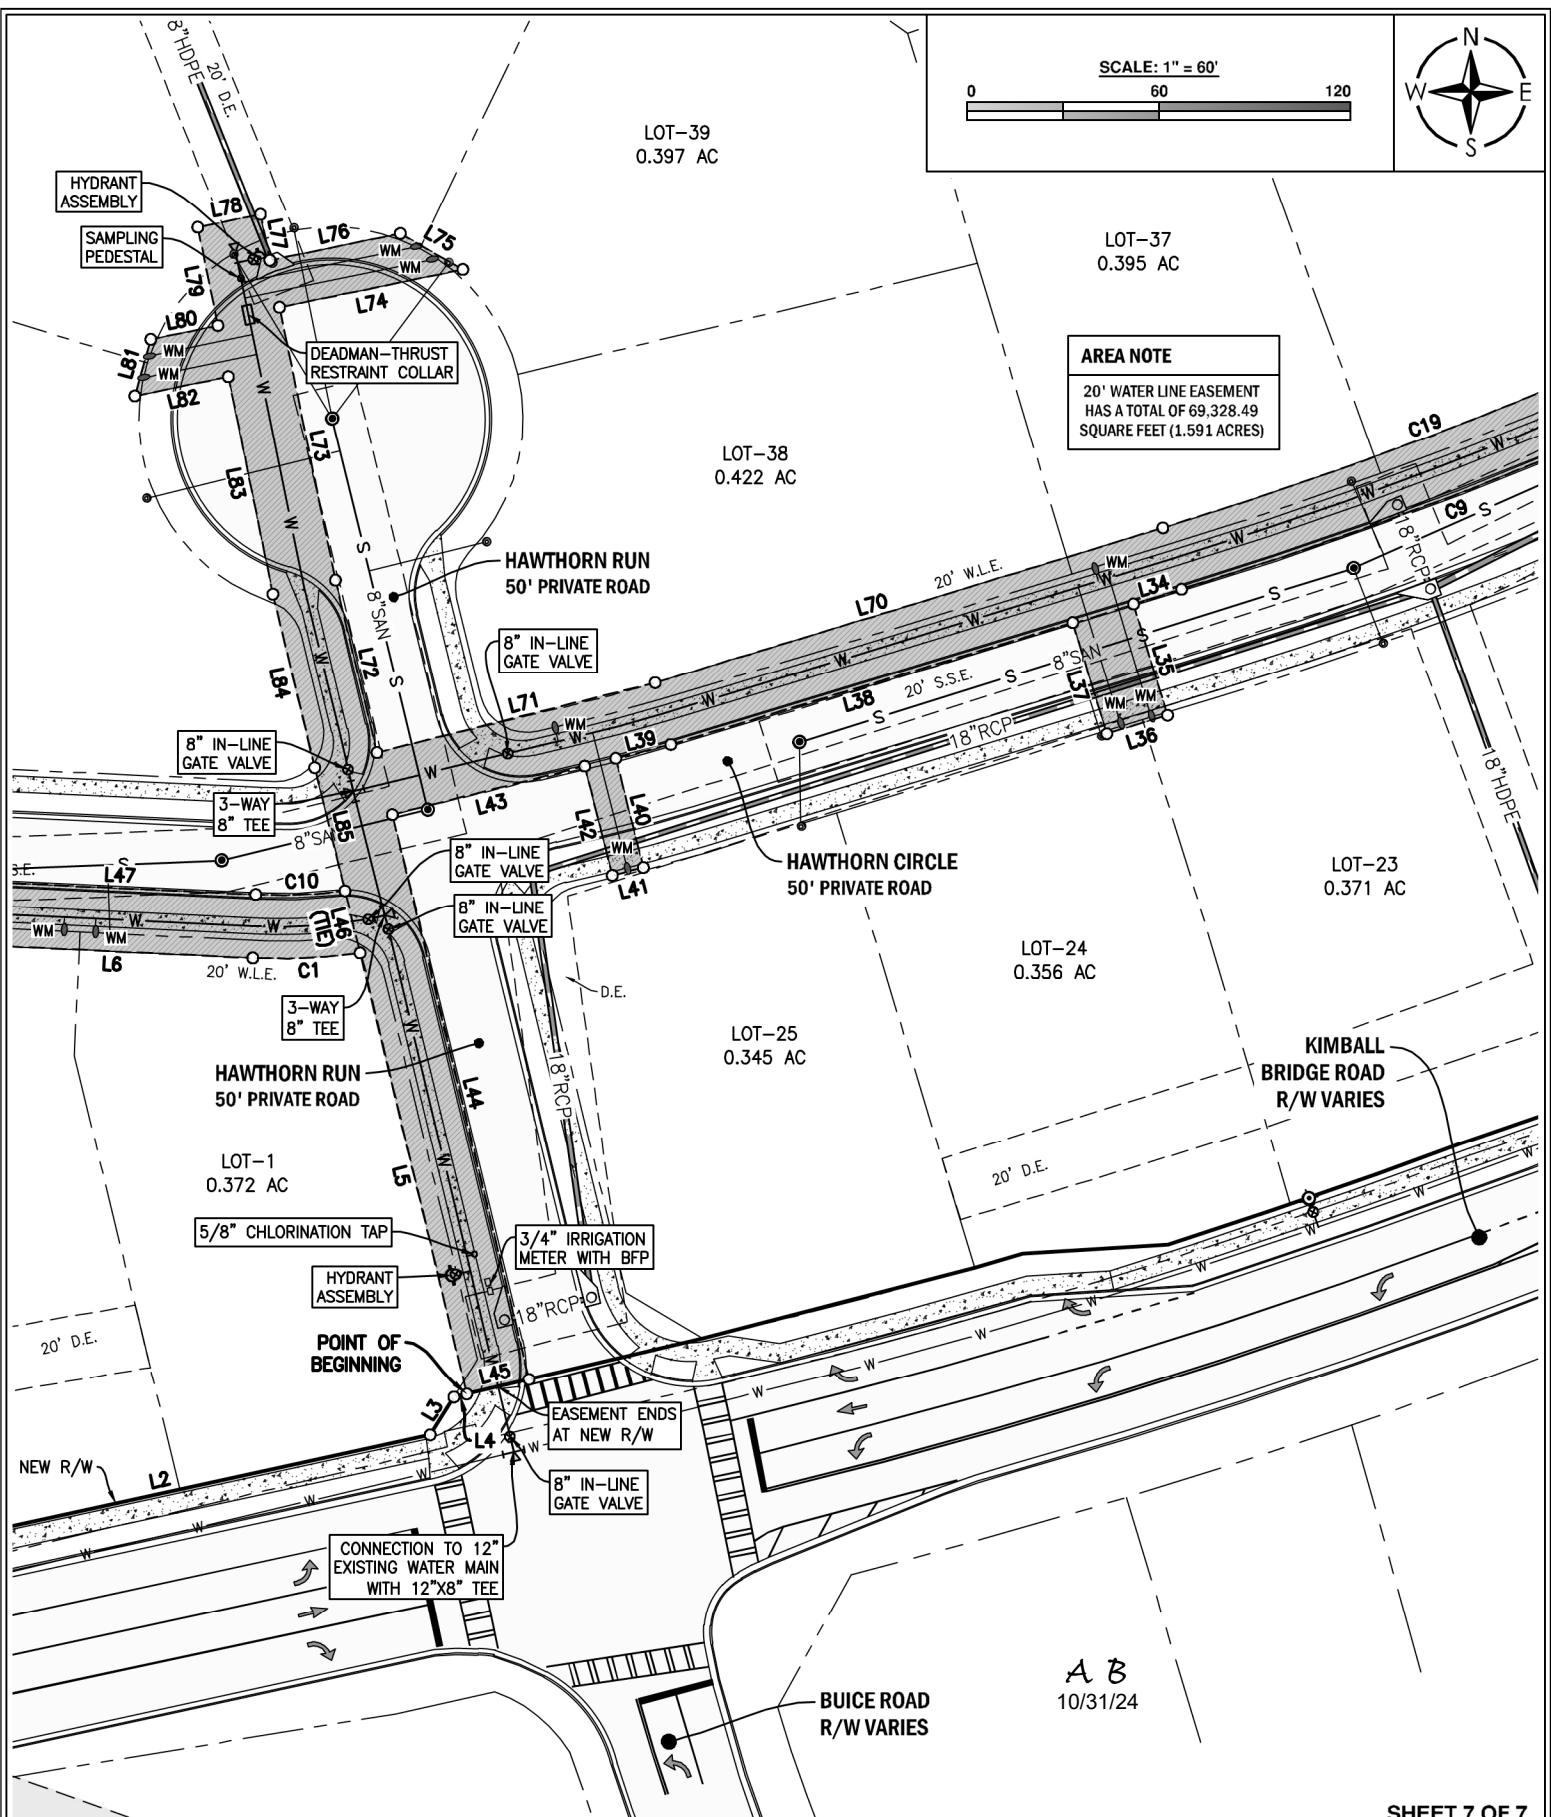 8"HDPE
20' D.E.
SCALE: 1" = 60'
0 60 120
N
W E
S
LOT-39
0.397 AC
HYDRANT
ASSEMBLY
SAMPLING
PEDESTAL
L78
L77
L76
L75
WM
WM
L79
L74
L80
L81
WM
WM
L82
DEADMAN-THRUST
RESTRAINT COLLAR
LOT-37
0.395 AC
AREA NOTE
20' WATER LINE EASEMENT
HAS A TOTAL OF 69,328.49
SQUARE FEET (1.591 ACRES)
W
L73
L83
W
S
LOT-38
0.422 AC
C19
W
W
C9
S
18"RCP
HAWTHORN RUN
50' PRIVATE ROAD
8"SAN
20' W.L.E.
WM
W
W
L34
S
L70
W
8" IN-LINE
GATE VALVE
L72
W
L84
S
L71
WM
W
W
W
L38
20' S.S.E.
S
8"SAN
S
L35
L37
WM
WM
L36
S
18"RCP
18"HDPE
8" IN-LINE
GATE VALVE
L39
W
3-WAY
8" TEE
L43
L85
8"SA
L42
L40
WM
L41
8" IN-LINE
GATE VALVE
HAWTHORN CIRCLE
50' PRIVATE ROAD
LOT-23
0.371 AC
S.E.
S
L47
C10
8" IN-LINE
GATE VALVE
L46
(TIE)
W
W
WM
WM
L6
20' W.L.E.
C1
LOT-24
0.356 AC
D.E.
3-WAY
8" TEE
W
LOT-25
0.345 AC
KIMBALL
BRIDGE ROAD
R/W VARIES
HAWTHORN RUN
50' PRIVATE ROAD
L44
18"RCP
LOT-1
0.372 AC
L5
W
20' D.E.
5/8" CHLORINATION TAP
3/4" IRRIGATION
METER WITH BFP
HYDRANT
ASSEMBLY
18"RCP
20' D.E.
POINT OF
BEGINNING
W
L45
W
W
W
W
W
W
W
W
L3
L4
EASEMENT ENDS
AT NEW R/W
W
NEW R/W
L2
W
W
W
W
8" IN-LINE
GATE VALVE
CONNECTION TO 12"
EXISTING WATER MAIN
WITH 12"X8" TEE
A B
10/31/24
BUICE ROAD
R/W VARIES
SHEET 7 OF 7